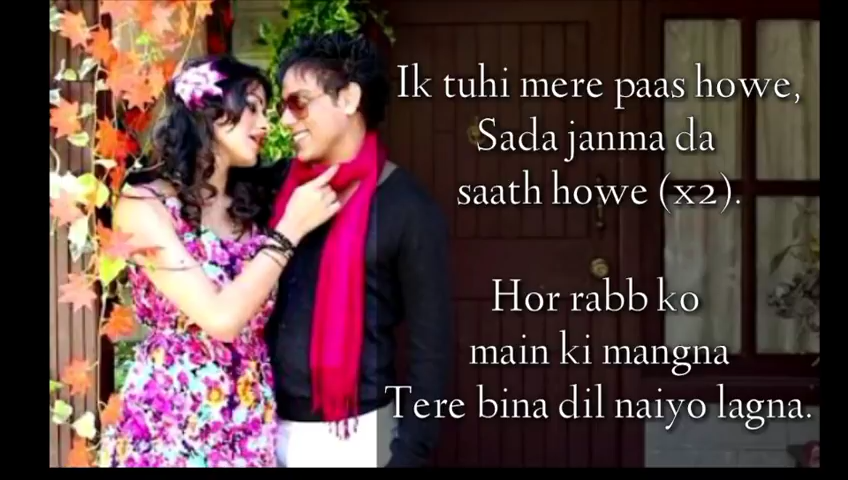 Ik tuhi mere paas howe,
Sada janma da
saath howe (x2).
Hor rabb ko
main ki mangna
Tere bina dil naiyo lagna.